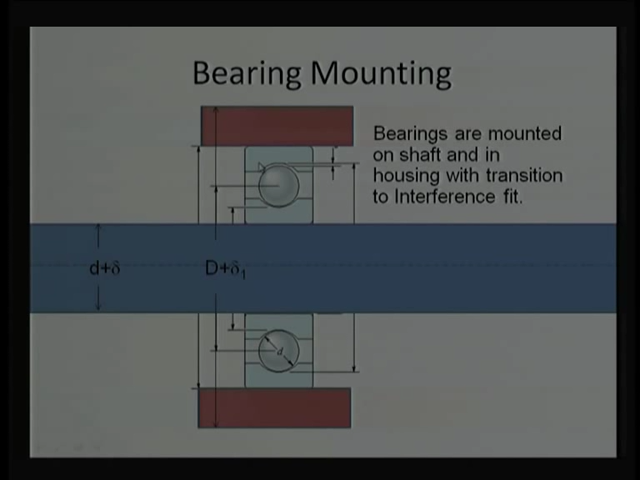 Bearing Mounting
Bearings are mounted
on shaft and in
housing with transition
to Interference fit.
d+δ
D+δ₁
d